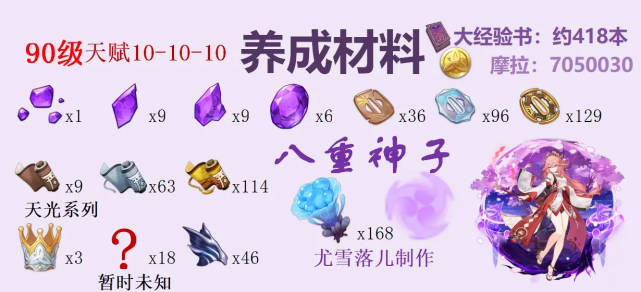 90级天赋10-10-10 养成材料 大经验书：约418本
摩拉：7050030
x1 x9 x9 x6 x36 x96 x129
八重神子
x9 x63 x114 x168
天光系列
尤雪落儿制作
x3 ? x18 x46
暂时未知